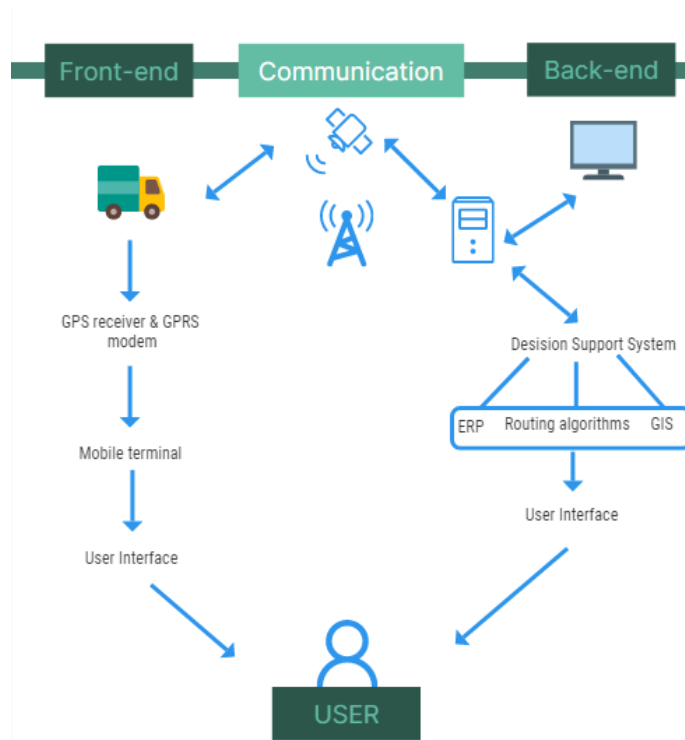 Front-end
Communication
Back-end
GPS receiver & GPRS
modem
Mobile terminal
User Interface
Desision Support System
ERP
Routing algorithms
GIS
User Interface
USER